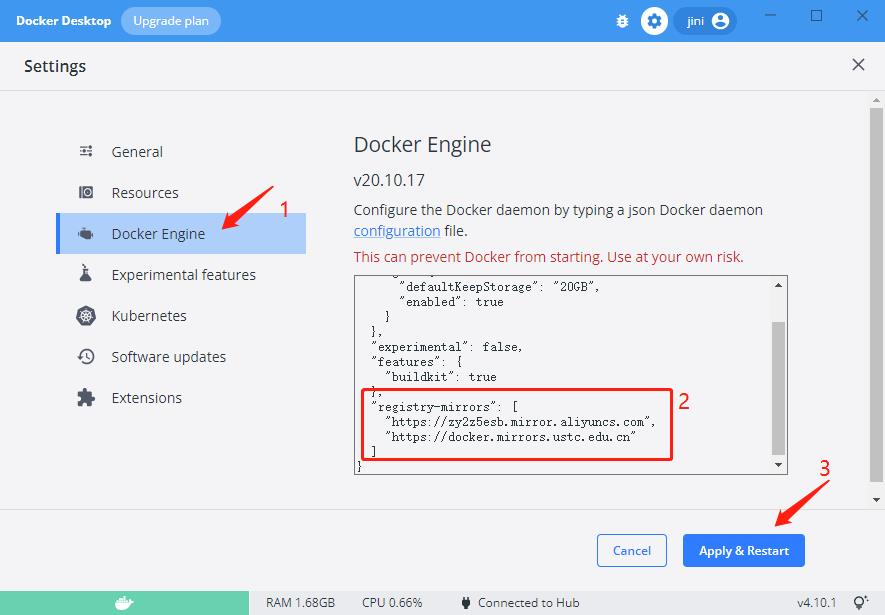 Docker Desktop
Upgrade plan
jini
Settings
General
Resources
Docker Engine
1
Experimental features
Kubernetes
Software updates
Extensions
Docker Engine
v20.10.17
Configure the Docker daemon by typing a json Docker daemon
configuration file.
This can prevent Docker from starting. Use at your own risk.
"defaultKeepStorage": "20GB",
"enabled": true
}
},
"experimental": false,
"features": {
"buildkit": true
},
"registry-mirrors": [
"https://zy2z5esb.mirror.aliyuncs.com",
"https://docker.mirrors.ustc.edu.cn"
]
}
2
3
Cancel
Apply & Restart
RAM 1.68GB
CPU 0.66%
Connected to Hub
v4.10.1